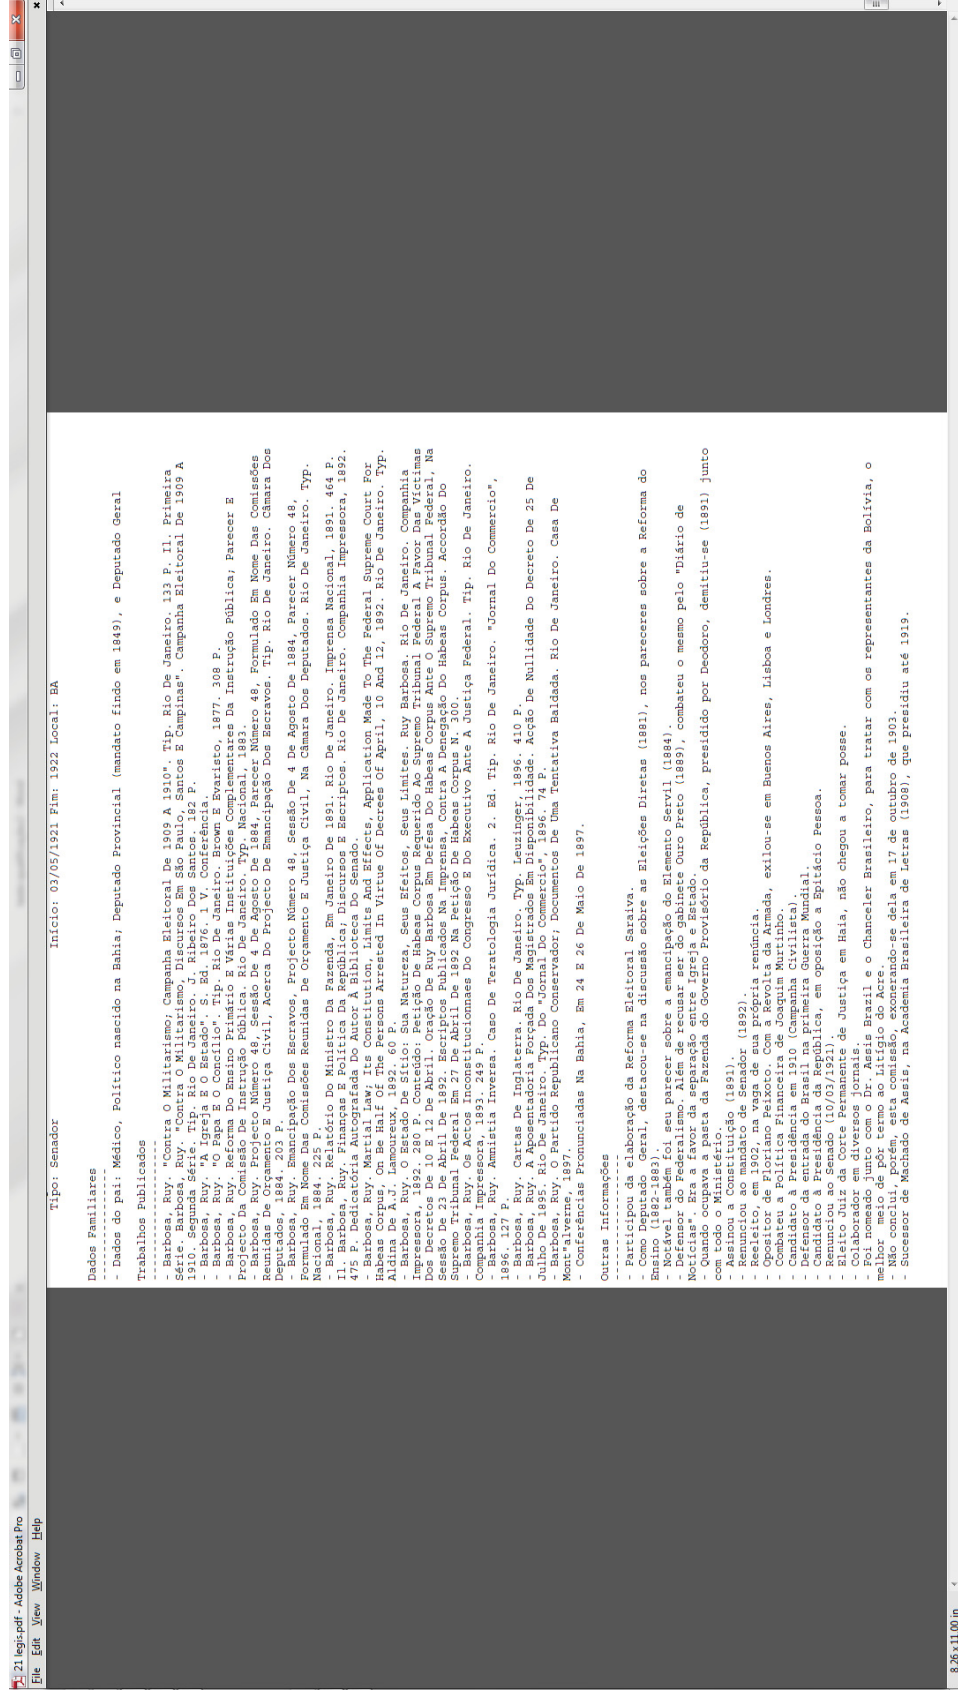 21 legis.pdf - Adobe Acrobat Pro
File Edit View Window Help
Tipo: Senador Início: 03/05/1921 Fim: 1922 Local: BA
Dados Familiares
----------------
- Dados do pai: Médico, Político nascido na Bahia; Deputado Provincial (mandato findo em 1849), e Deputado Geral
Trabalhos Publicados
--------------------
- Barbosa, Ruy. "Contra O Militarismo; Campanha Eleitoral De 1909 A 1910". Tip. Rio De Janeiro. 133 P. Il. Primeira
Série. Barbosa, Ruy. "Contra O Militarismo, Discursos Em São Paulo, Santos E Campinas". Campanha Eleitoral De 1909 A
1910. Segunda Série. Tip. Rio De Janeiro. J. Ribeiro Dos Santos. 182 P.
- Barbosa, Ruy. "A Igreja E O Estado". S. Ed. 1876. 1 V. Conferência.
- Barbosa, Ruy. "O Papa E O Concílio". Tip. Rio De Janeiro. Brown E Evaristo, 1877. 308 P.
- Barbosa, Ruy. Reforma Do Ensino Primário E Várias Instituições Complementares Da Instrução Pública; Parecer E
Projecto Da Comissão De Instrução Pública. Rio De Janeiro. Typ. Nacional, 1883.
- Barbosa, Ruy. Projecto Número 48, Sessão De 4 De Agosto De 1884, Parecer Número 48, Formulado Em Nome Das Comissões
Reunidas De Orçamento E Justiça Civil, Acerca Do Projecto De Emancipação Dos Escravos. Tip. Rio De Janeiro. Câmara Dos
Deputados, 1884. 201 P.
- Barbosa, Ruy. Emancipação Dos Escravos, Projecto Número 48, Sessão De 4 De Agosto De 1884, Parecer Número 48,
Formulado Em Nome Das Comissões Reunidas, De Orçamento E Justiça Civil, Na Câmara Dos Deputados. Rio De Janeiro. Typ.
Nacional, 1884. 225 P.
- Barbosa, Ruy. Relatório Do Ministro Da Fazenda, Em Janeiro De 1891. Rio De Janeiro. Imprensa Nacional, 1891. 464 P.
Il. Barbosa, Ruy. Finanças E Política Da República; Discursos E Escriptos. Rio De Janeiro. Companhia Impressora, 1892.
475 P. Dedicatória Autografada Do Autor À Biblioteca Do Senado.
- Barbosa, Ruy. Martial Law; Its Constitution, Limits And Effects, Application Made To The Federal Supreme Court For
Habeas Corpus, On Bohalf Of The Persons Arrested In Virtue Of Decrees Of April, 10 And 12, 1892. Rio De Janeiro. Typ.
Aldina De A. Lamoureux, 1892. 60 P.
- Barbosa, Ruy. Estado De Sítio: Sua Natureza, Seus Efeitos, Seus Limites. Ruy Barbosa. Rio De Janeiro. Companhia
Impressora, 1892. 280 P. Conteúdo: Petição De Habeas Corpus Requerido Ao Supremo Tribunal Federal A Favor Das Victimas
Dos Decretos De 10 E 12 De Abril. Oração De Ruy Barbosa Em Defesa Do Habeas Corpus Ante O Supremo Tribunal Federal, Na
Sessão De 23 De Abril De 1892. Escriptos Publicados Na Imprensa, Contra A Denegação Do Habeas Corpus. Accordão Do
Supremo Tribunal Federal Em 27 De Abril De 1892 Na Petição De Habeas Corpus N. 300.
- Barbosa, Ruy. Os Actos Inconstitucionnaes Do Congresso E Do Executivo Ante A Justiça Federal. Tip. Rio De Janeiro.
Companhia Impressora, 1893. 249 P.
- Barbosa, Ruy. Amnistia Inversa. Caso De Teratologia Jurídica. 2. Ed. Tip. Rio De Janeiro. "Jornal Do Commercio",
1896. 127 P.
- Barbosa, Ruy. Cartas De Inglaterra. Rio De Janeiro. Typ. Leuzinger, 1896. 410 P.
- Barbosa, Ruy. A Aposentadoria Forçada Dos Magistrados Em Disponibilidade. Acção De Nullidade Do Decreto De 25 De
Julho De 1895. Rio De Janeiro. Typ. Do "Jornal Do Commercio", 1896. 74 P.
- Barbosa, Ruy. O Partido Republicano Conservador; Documentos De Uma Tentativa Baldada. Rio De Janeiro. Casa De
Mont"alverne, 1897.
- Conferências Pronunciadas Na Bahia, Em 24 E 26 De Maio De 1897.
Outras Informações
------------------
- Participou da elaboração da Reforma Eleitoral Saraiva.
- Como Deputado Geral, destacou-se na discussão sobre as Eleições Diretas (1881), nos pareceres sobre a Reforma do
Ensino (1882-1883).
- Notável também foi seu parecer sobre a emancipação do Elemento Servil (1884).
- Defensor do Federalismo. Além de recusar ser do gabinete Ouro Preto (1889), combateu o mesmo pelo "Diário de
Notícias". Era a favor da separação entre Igreja e Estado.
- Quando ocupava a pasta da Fazenda do Governo Provisório da República, presidido por Deodoro, demitiu-se (1891) junto
com todo o Ministério.
- Assinou a Constituição (1891).
- Renunciou ao mandato de Senador (1892).
- Reeleito, em 1902, na vaga de sua própria renúncia.
- Opositor de Floriano Peixoto. Com a Revolta da Armada, exilou-se em Buenos Aires, Lisboa e Londres.
- Combateu a Política Financeira de Joaquim Murtinho.
- Candidato à Presidência em 1910 (Campanha Civilista).
- Defensor da entrada do Brasil na primeira Guerra Mundial.
- Candidato à Presidência da República, em oposição a Epitácio Pessoa.
- Renunciou ao Senado (10/03/1921).
- Eleito Juiz da Corte Permanente de Justiça em Haia, não chegou a tomar posse.
- Colaborador em diversos jornais.
- Foi nomeado junto com o Dr. Assis Brazil e o Chanceler Brasileiro, para tratar com os representantes da Bolívia, o
melhor meio de pôr termo ao Litígio do Acre.
- Não conclui, porém, esta comissão, exonerando-se dela em 17 de outubro de 1903.
- Sucessor de Machado de Assis, na Academia Brasileira de Letras (1908), que presidiu até 1919.
8.26 x 11.00 in